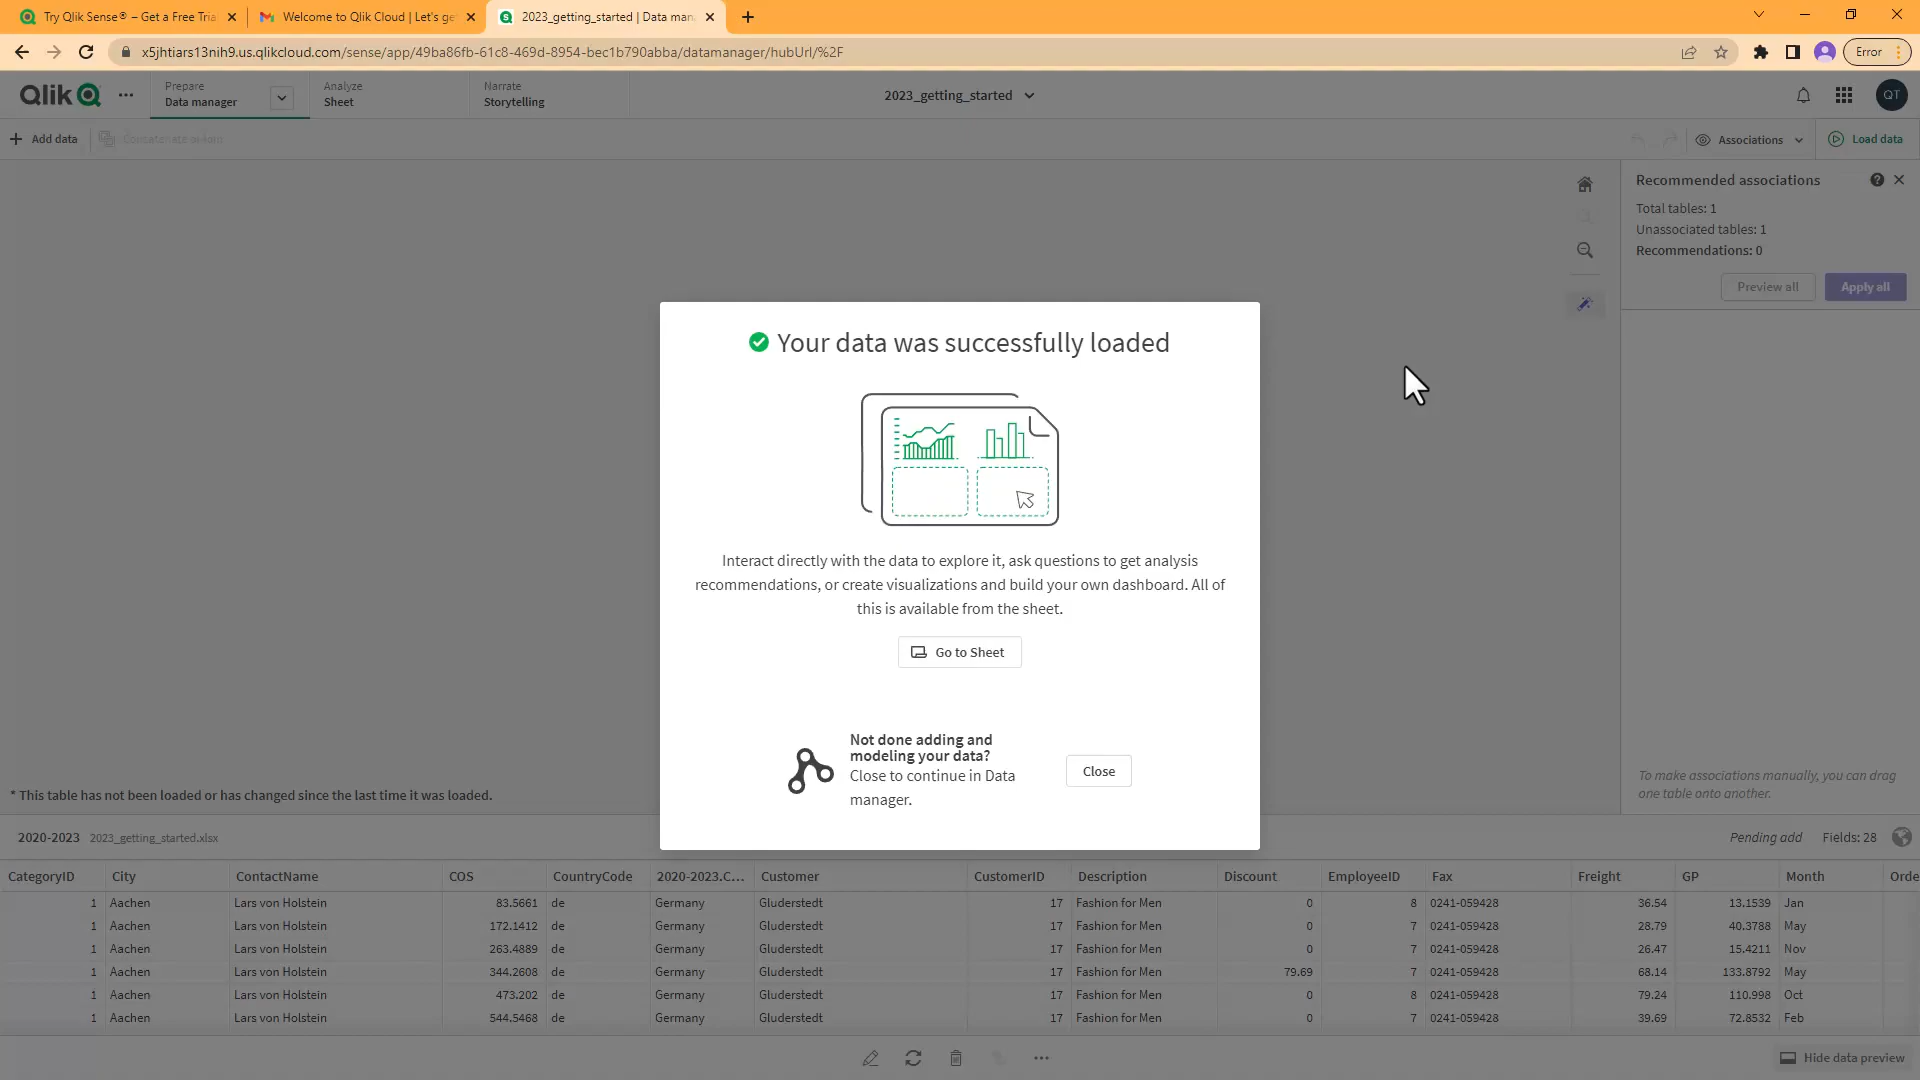 Try Qlik Sense® – Get a Free Tria
Welcome to Qlik Cloud | Let's ge
2023_getting_started | Data man
x5jhtiars13nih9.us.qlikcloud.com/sense/app/49ba86fb-61c8-469d-8954-bec1b790abba/datamanager/hubUrl/%2F
Error
Qlik
Prepare
Data manager
Analyze
Sheet
Narrate
Storytelling
2023_getting_started
QT
Add data
Concatenate or join
Associations
Load data
Recommended associations
Total tables: 1
Unassociated tables: 1
Recommendations: 0
Preview all
Apply all
Your data was successfully loaded
Interact directly with the data to explore it, ask questions to get analysis
recommendations, or create visualizations and build your own dashboard. All of
this is available from the sheet.
Go to Sheet
Not done adding and
modeling your data?
Close to continue in Data
manager.
Close
To make associations manually, you can drag
one table onto another.
* This table has not been loaded or has changed since the last time it was loaded.
2020-2023 2023_getting_started.xlsx Pending add Fields: 28
CategoryID City ContactName COS CountryCode 2020-2023.C... Customer CustomerID Description Discount EmployeeID Fax Freight GP Month Orde
1 Aachen Lars von Holstein 83.5661 de Germany Gluderstedt 17 Fashion for Men 0 8 0241-059428 36.54 13.1539 Jan
1 Aachen Lars von Holstein 172.1412 de Germany Gluderstedt 17 Fashion for Men 0 7 0241-059428 28.79 40.3788 May
1 Aachen Lars von Holstein 263.4889 de Germany Gluderstedt 17 Fashion for Men 0 7 0241-059428 26.47 15.4211 Nov
1 Aachen Lars von Holstein 344.2608 de Germany Gluderstedt 17 Fashion for Men 79.69 7 0241-059428 68.14 133.8792 May
1 Aachen Lars von Holstein 473.202 de Germany Gluderstedt 17 Fashion for Men 0 8 0241-059428 79.24 110.998 Oct
1 Aachen Lars von Holstein 544.5468 de Germany Gluderstedt 17 Fashion for Men 0 7 0241-059428 39.69 72.8532 Feb
Hide data preview